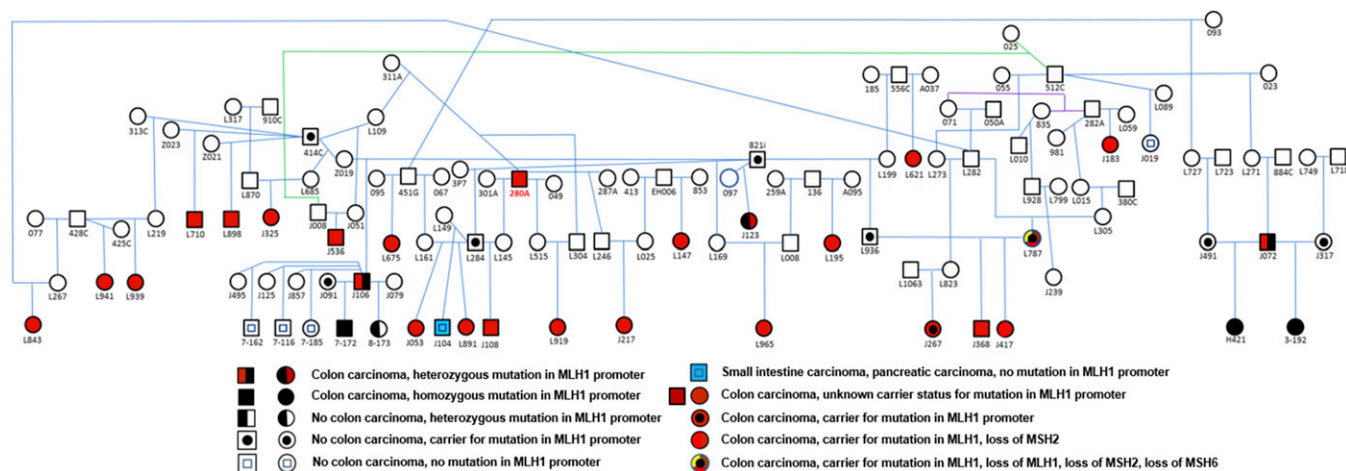 093
025
311A
185 556C A037 055 512C 023
L317 910C
071 050A 835 282A L059 L089
313C Z023 L109
Z021 414C
821i
J183 J019
L010 981
Z019
095 451G 067 3P7 301A 280A 049 287A 413 EH006 853 097 259A 136 A095 L199 L621 L273 L282 L727 L723 L271 884C L749 L718
L870 L685
L928 L799 L015 380C
J123
L305
077 428C 425C L219 L710 L898 J325 J008 J051
J536
L149
L675 L161 L284 L145 L515 L304 L246 L025 L147 L169 L008 L195 L936 L787 J491 J072 J317
L267 L941 L939
J495 J125 J857 J091 J106 J079
L1063 L823 J239
L843
7-162 7-116 7-185 7-172 8-173 J053 J104 L891 J108 L919 J217 L965 J267 J368 J417 H421 3-192
Colon carcinoma, heterozygous mutation in MLH1 promoter
Colon carcinoma, homozygous mutation in MLH1 promoter
No colon carcinoma, heterozygous mutation in MLH1 promoter
No colon carcinoma, carrier for mutation in MLH1 promoter
No colon carcinoma, no mutation in MLH1 promoter
Small intestine carcinoma, pancreatic carcinoma, no mutation in MLH1 promoter
Colon carcinoma, unknown carrier status for mutation in MLH1 promoter
Colon carcinoma, carrier for mutation in MLH1 promoter
Colon carcinoma, carrier for mutation in MLH1, loss of MSH2
Colon carcinoma, carrier for mutation in MLH1, loss of MLH1, loss of MSH2, loss of MSH6